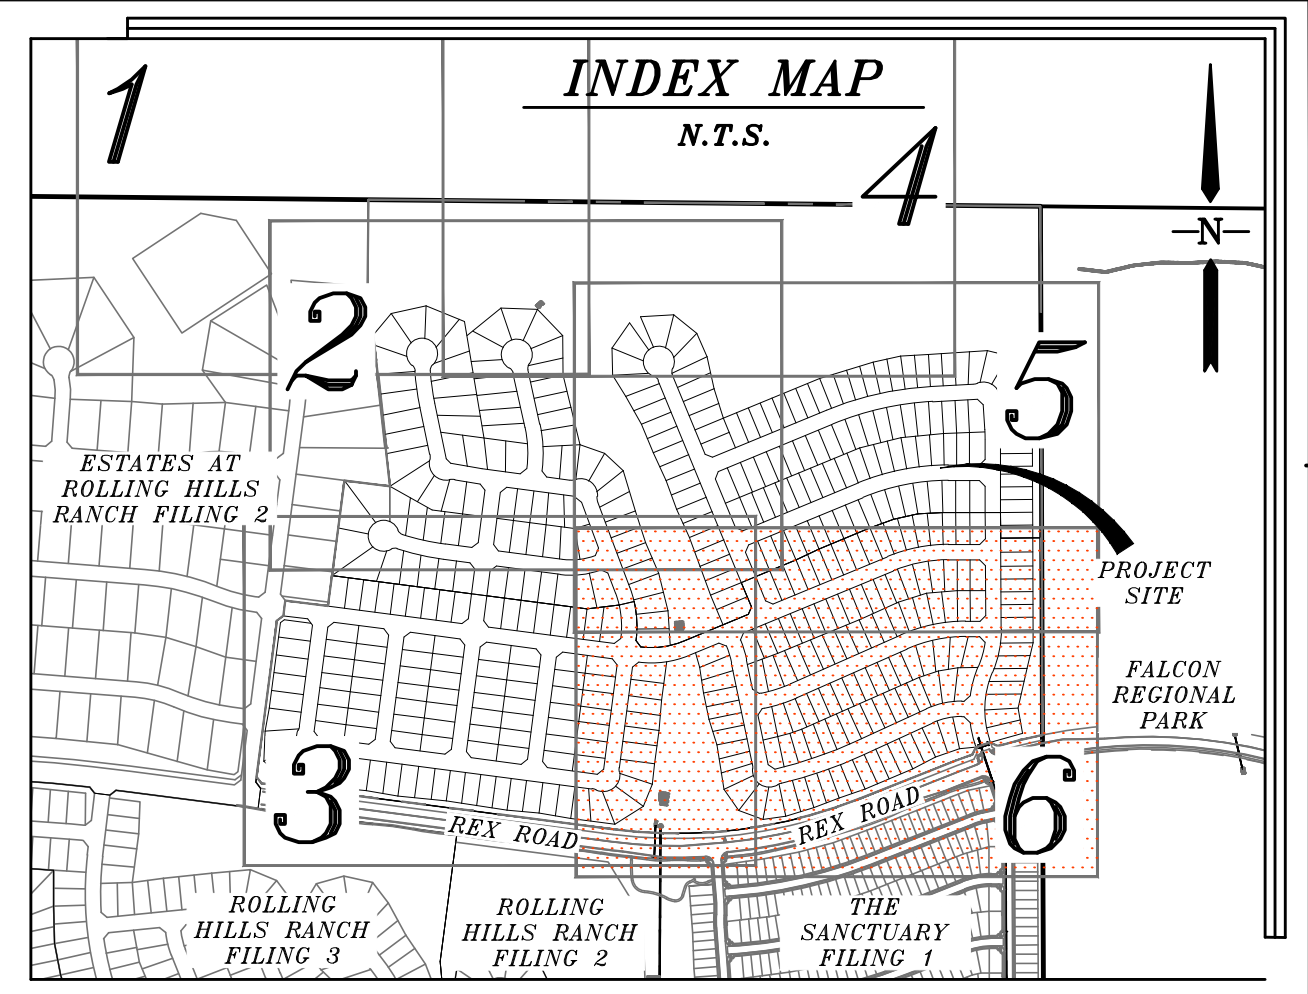 1
INDEX MAP
N.T.S.
4
-N-
2
5
ESTATES AT
ROLLING HILLS
RANCH FILING 2
PROJECT
SITE
FALCON
REGIONAL
PARK
3
6
REX ROAD
REX ROAD
ROLLING
HILLS RANCH
FILING 3
ROLLING
HILLS RANCH
FILING 2
THE
SANCTUARY
FILING 1